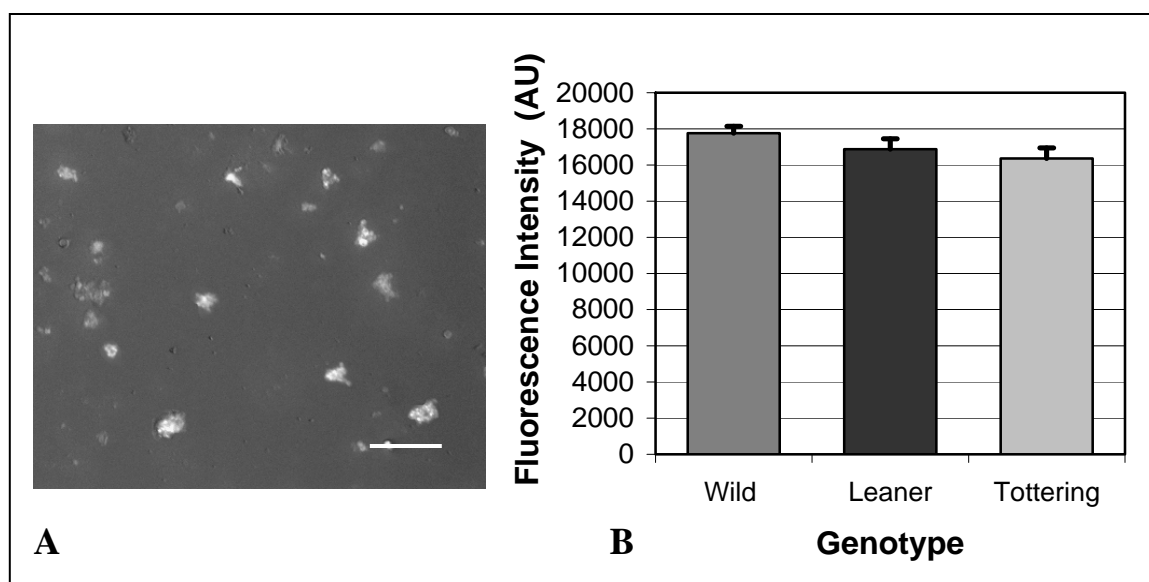 Fluorescence Intensity (AU)
20000
18000
16000
14000
12000
10000
8000
6000
4000
2000
0
Wild Leaner Tottering
Genotype
A
B